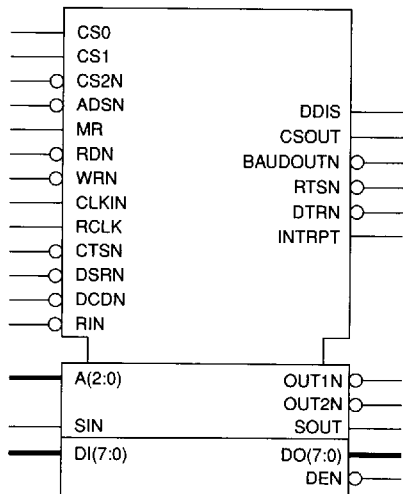 CS0
CS1
CS2N
ADSN
MR
RDN
WRN
CLKIN
RCLK
CTSN
DSRN
DCDN
RIN
DDIS
CSOUT
BAUDOUTN
RTSN
DTRN
INTRPT
A(2:0)
SIN
OUT1N
OUT2N
SOUT
DI(7:0)
DO(7:0)
DEN